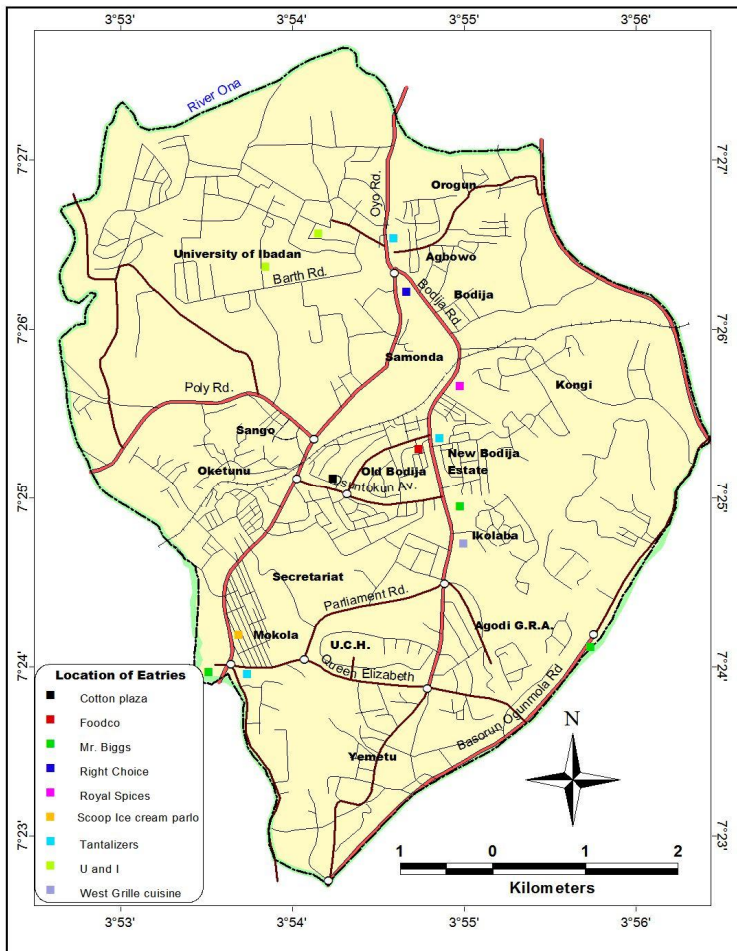 3°53'
3°54'
3°55'
3°56'
River Ona
7°27'
7°27'
Orogun
Oyo Rd.
University of Ibadan
Agbowo
Barth Rd.
Bodija
Bodija Rd.
7°26'
7°26'
Samonda
Kongi
Poly Rd.
Sango
New Bodija
Estate
Oketunu
Old Bodija
Osuntokun Av.
7°25'
7°25'
Ikolaba
Secretariat
Parliament Rd.
Agodi G.R.A.
Mokola
U.C.H.
7°24'
7°24'
Queen Elizabeth
Basorun Ogunmola Rd
Yemetu
N
Location of Eatries
Cotton plaza
Foodco
Mr. Biggs
Right Choice
Royal Spices
Scoop Ice cream parlo
Tantalizers
U and I
West Grille cuisine
7°23'
7°23'
1 0 1 2
Kilometers
3°53'
3°54'
3°55'
3°56'